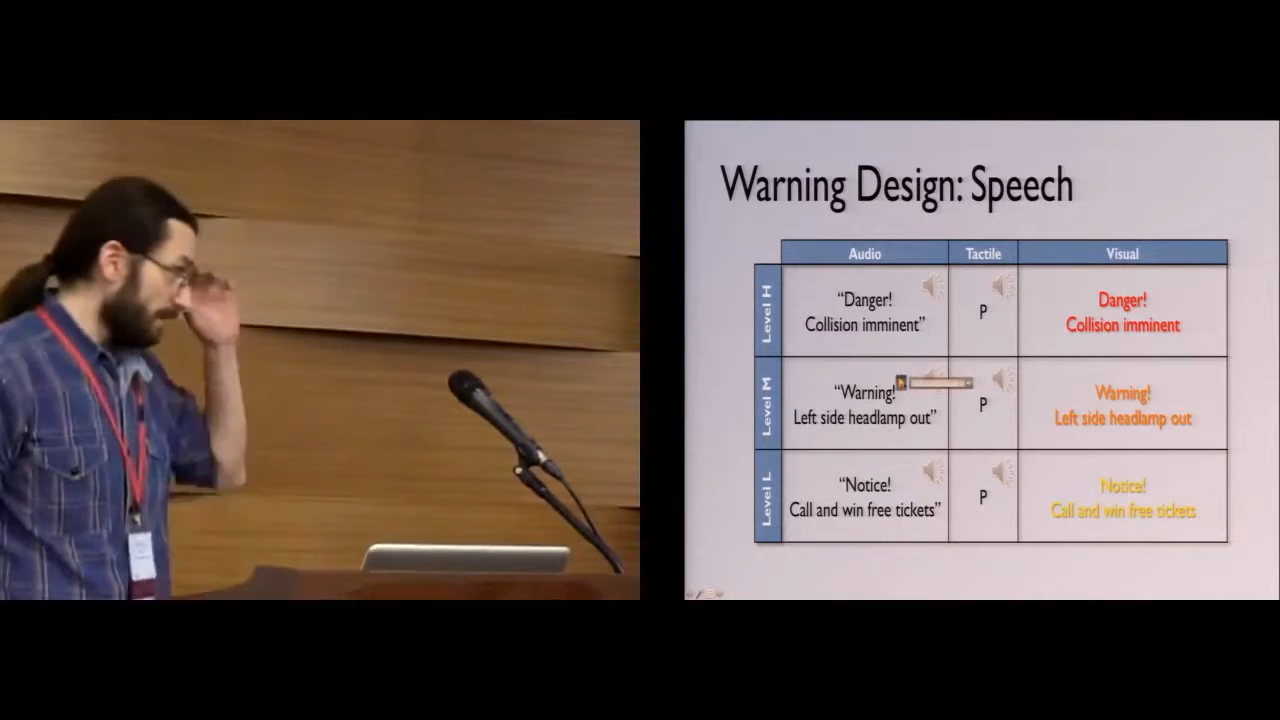 Warning Design: Speech
Audio Tactile Visual
Level H
“Danger!
Collision imminent”
P
Danger!
Collision imminent
Level M
“Warning!
Left side headlamp out”
P
Warning!
Left side headlamp out
Level L
“Notice!
Call and win free tickets”
P
Notice!
Call and win free tickets